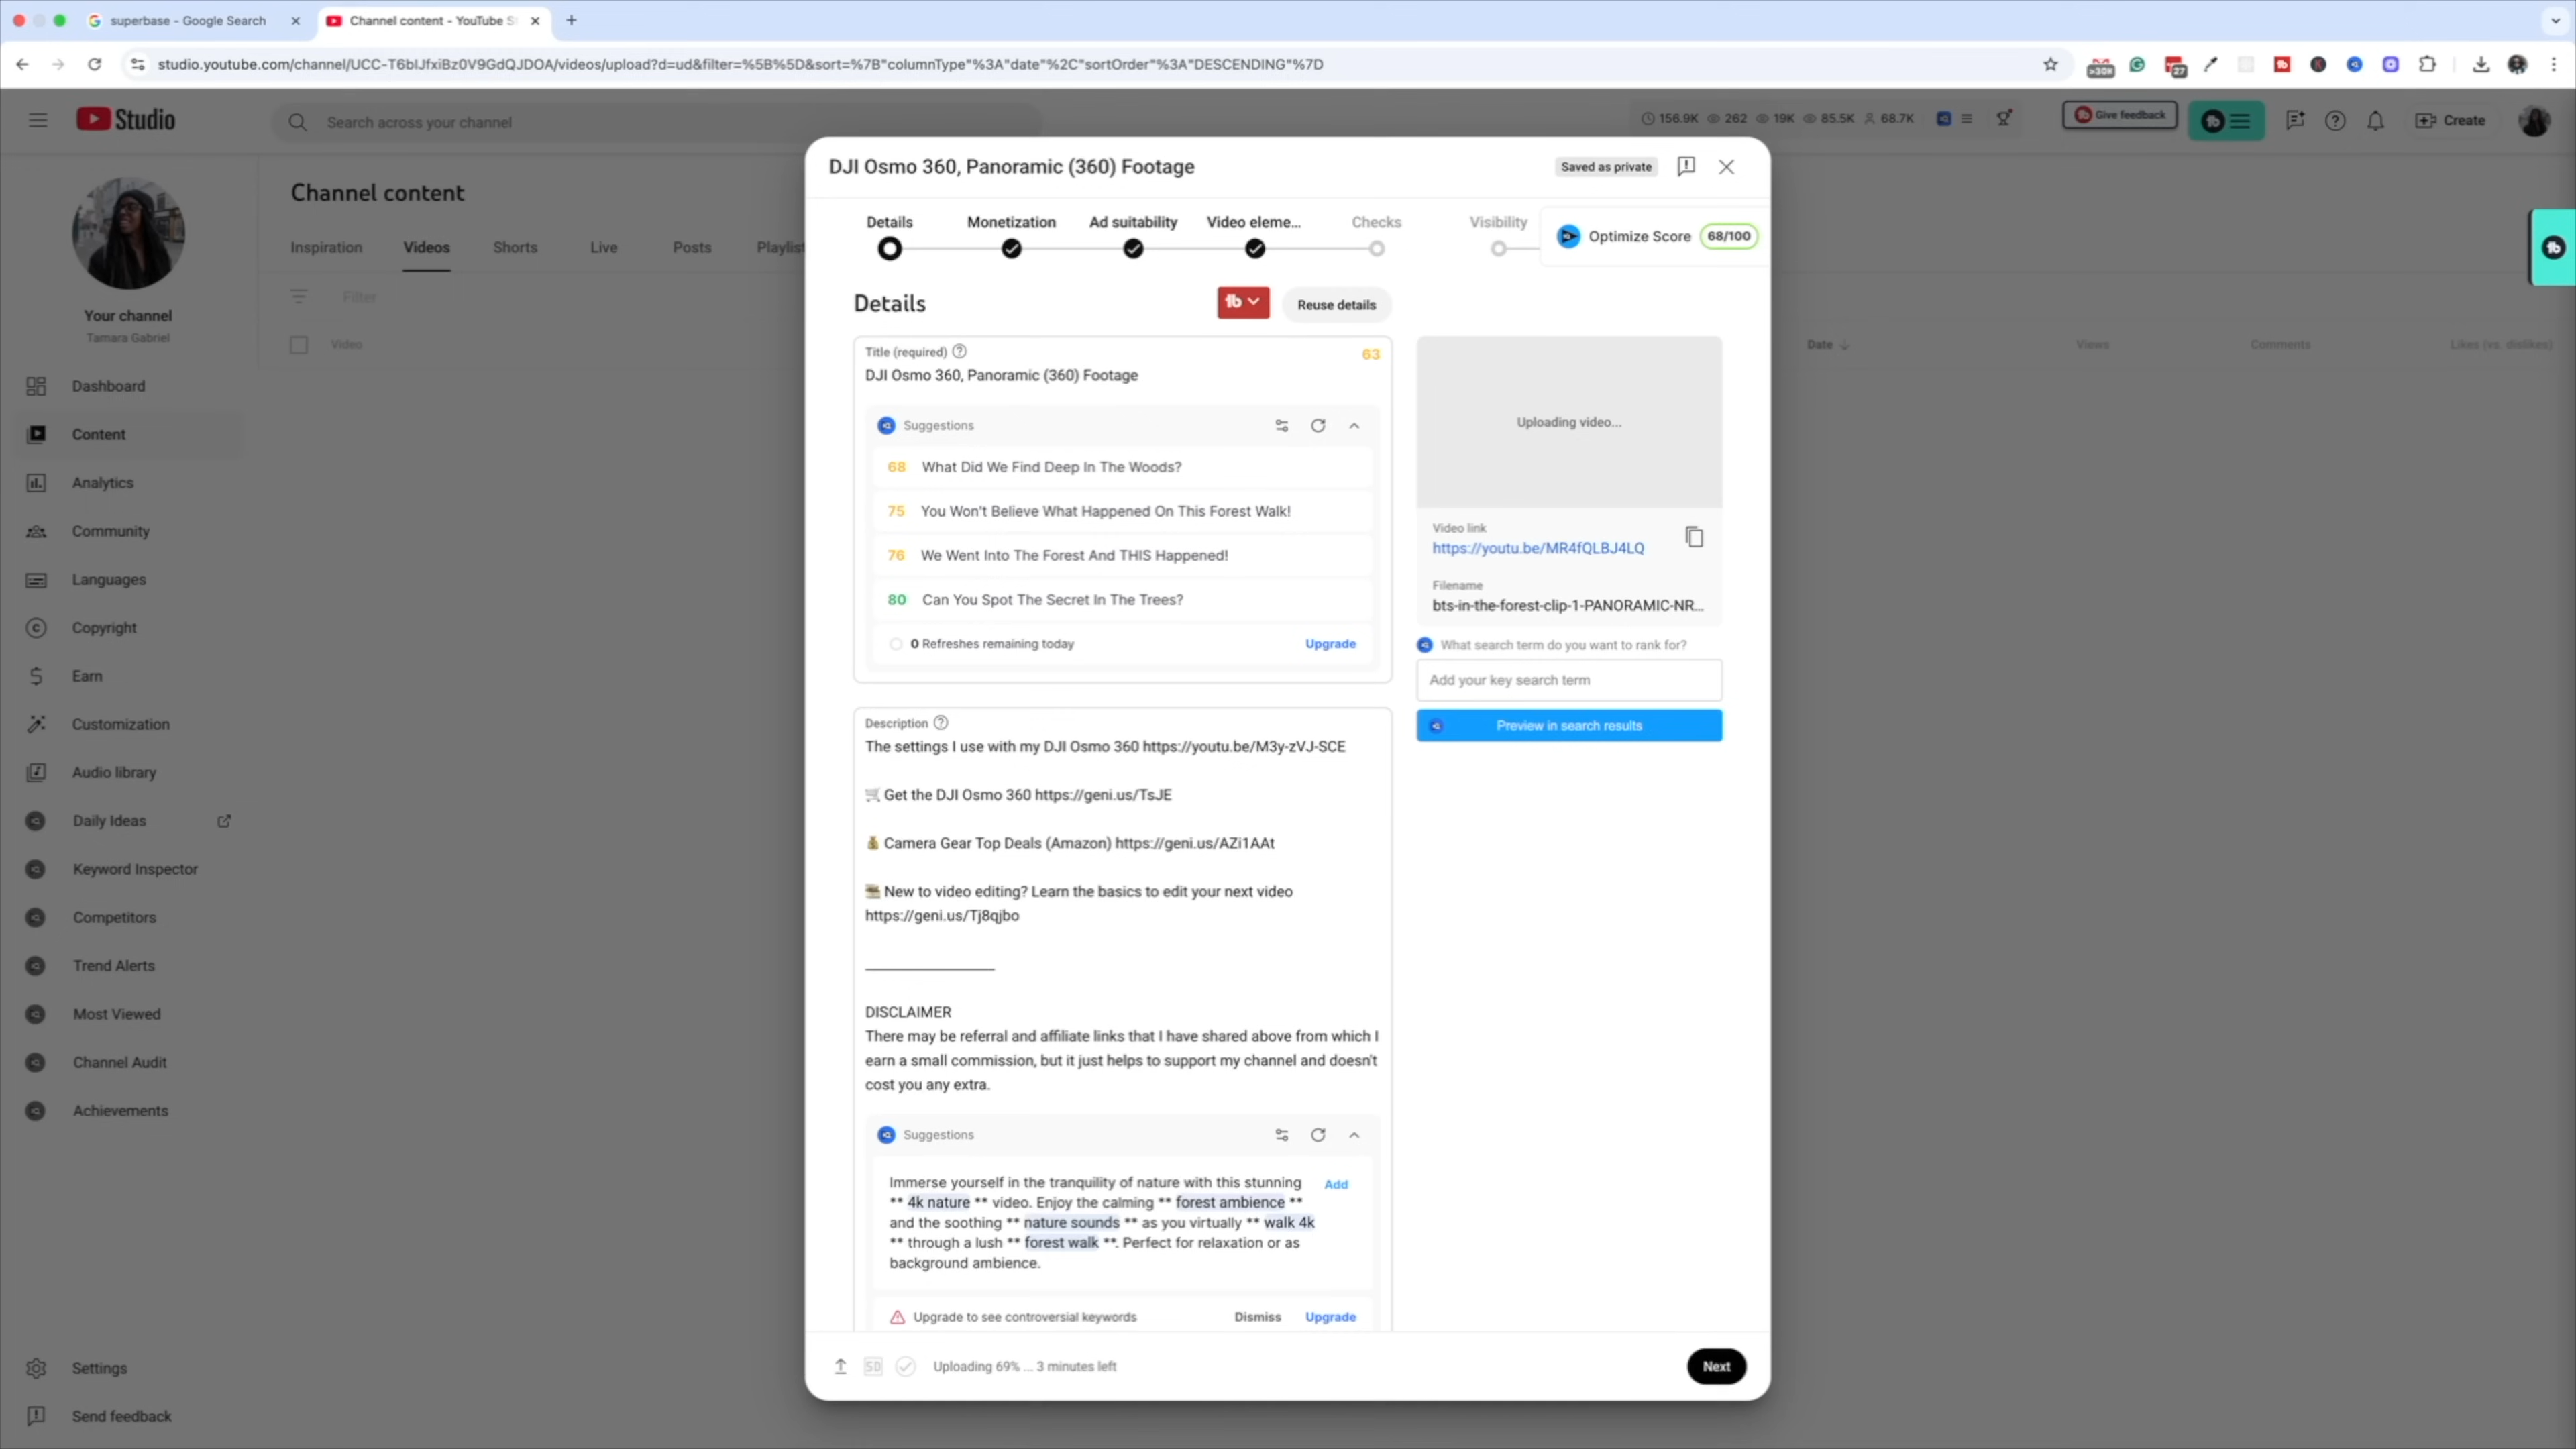 superbase - Google Search
Channel content - YouTube S
studio.youtube.com/channel/UCC-T6bIJfxiBz0V9GdQJDOA/videos/upload?d=ud&filter=%5B%5D&sort=%7B"columnType"%3A"date"%2C"sortOrder"%3A"DESCENDING"%7D
>30K
27
Studio
Search across your channel
156.9K 262 19K 85.5K 68.7K
Give feedback
Create
Your channel
Tamara Gabriel
Dashboard
Content
Analytics
Community
Languages
Copyright
Earn
Customization
Audio library
Daily Ideas
Keyword Inspector
Competitors
Trend Alerts
Most Viewed
Channel Audit
Achievements
Settings
Send feedback
Channel content
Inspiration Videos Shorts Live Posts Playlist
Filter
Video
Date Views Comments Likes (vs. dislikes)
DJI Osmo 360, Panoramic (360) Footage
Saved as private
Details Monetization Ad suitability Video eleme... Checks Visibility
Optimize Score 68/100
Details
Reuse details
Title (required)
63
DJI Osmo 360, Panoramic (360) Footage
Suggestions
68 What Did We Find Deep In The Woods?
75 You Won't Believe What Happened On This Forest Walk!
76 We Went Into The Forest And THIS Happened!
80 Can You Spot The Secret In The Trees?
0 Refreshes remaining today Upgrade
Description
The settings I use with my DJI Osmo 360 https://youtu.be/M3y-zVJ-SCE
Get the DJI Osmo 360 https://geni.us/TsJE
Camera Gear Top Deals (Amazon) https://geni.us/AZi1AAt
New to video editing? Learn the basics to edit your next video
https://geni.us/Tj8qjbo
DISCLAIMER
There may be referral and affiliate links that I have shared above from which I
earn a small commission, but it just helps to support my channel and doesn't
cost you any extra.
Suggestions
Immerse yourself in the tranquility of nature with this stunning
** 4k nature ** video. Enjoy the calming ** forest ambience **
and the soothing ** nature sounds ** as you virtually ** walk 4k
** through a lush ** forest walk **. Perfect for relaxation or as
background ambience.
Add
Upgrade to see controversial keywords Dismiss Upgrade
Uploading video...
Video link
https://youtu.be/MR4fQLBJ4LQ
Filename
bts-in-the-forest-clip-1-PANORAMIC-NR...
What search term do you want to rank for?
Add your key search term
Preview in search results
SD
Uploading 69% ... 3 minutes left
Next